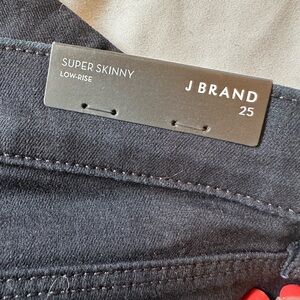 SUPER SKINNY
LOW-RISE
J BRAND
25